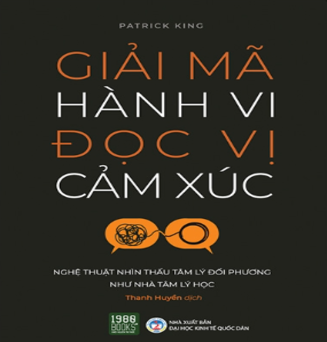 PATRICK KING
GIẢI MÃ
HÀNH VI
ĐỌC VỊ
CẢM XÚC
NGHỆ THUẬT NHÌN THẤU TÂM LÝ ĐỐI PHƯƠNG
NHƯ NHÀ TÂM LÝ HỌC
Thanh Huyền dịch
1980
BOOKS
NHÀ XUẤT BẢN
ĐẠI HỌC KINH TẾ QUỐC DÂN